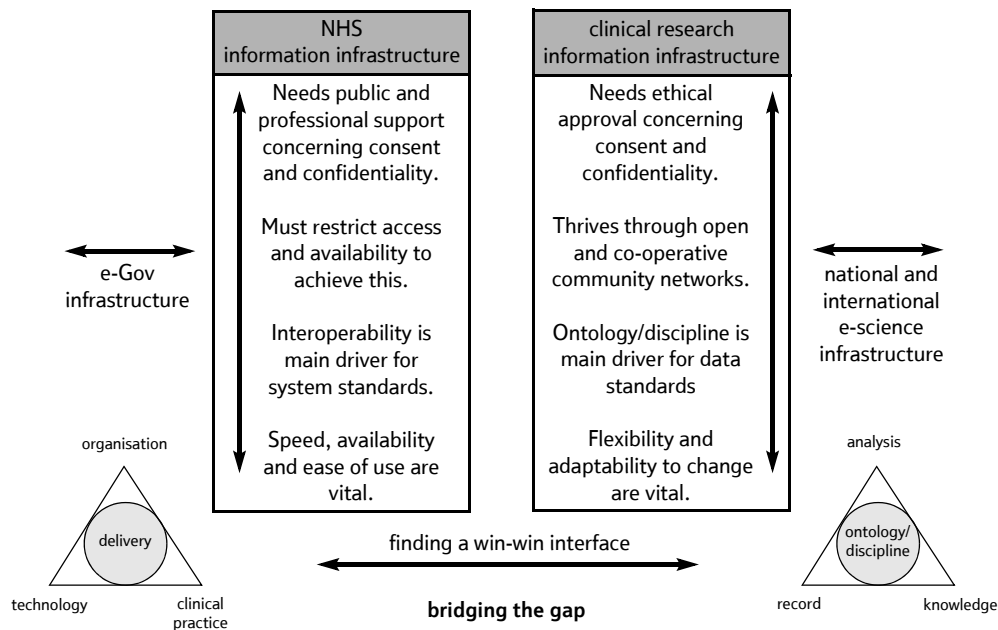 NHS
information infrastructure
Needs public and
professional support
concerning consent
and confidentiality.
Must restrict access
and availability to
achieve this.
Interoperability is
main driver for
system standards.
Speed, availability
and ease of use are
vital.
clinical research
information infrastructure
Needs ethical
approval concerning
consent and
confidentiality.
Thrives through open
and co-operative
community networks.
Ontology/discipline is
main driver for data
standards
Flexibility and
adaptability to change
are vital.
e-Gov
infrastructure
national and
international
e-science
infrastructure
organisation
delivery
technology
clinical
practice
finding a win-win interface
bridging the gap
analysis
ontology/
discipline
record
knowledge